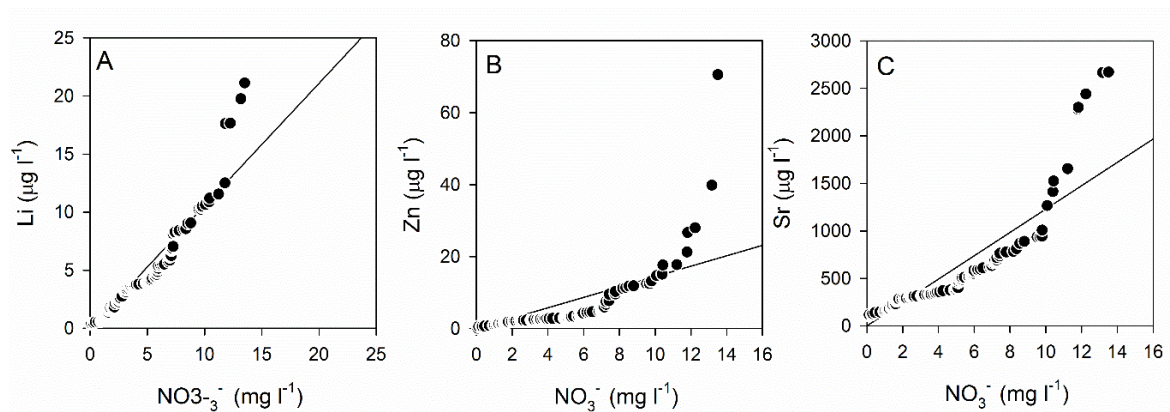 A
Li (µg l⁻¹)
25
20
15
10
5
0
0 5 10 15 20 25
NO3-₃⁻ (mg l⁻¹)
B
Zn (µg l⁻¹)
80
60
40
20
0
0 2 4 6 8 10 12 14 16
NO₃⁻ (mg l⁻¹)
C
Sr (µg l⁻¹)
3000
2500
2000
1500
1000
500
0
0 2 4 6 8 10 12 14 16
NO₃⁻ (mg l⁻¹)